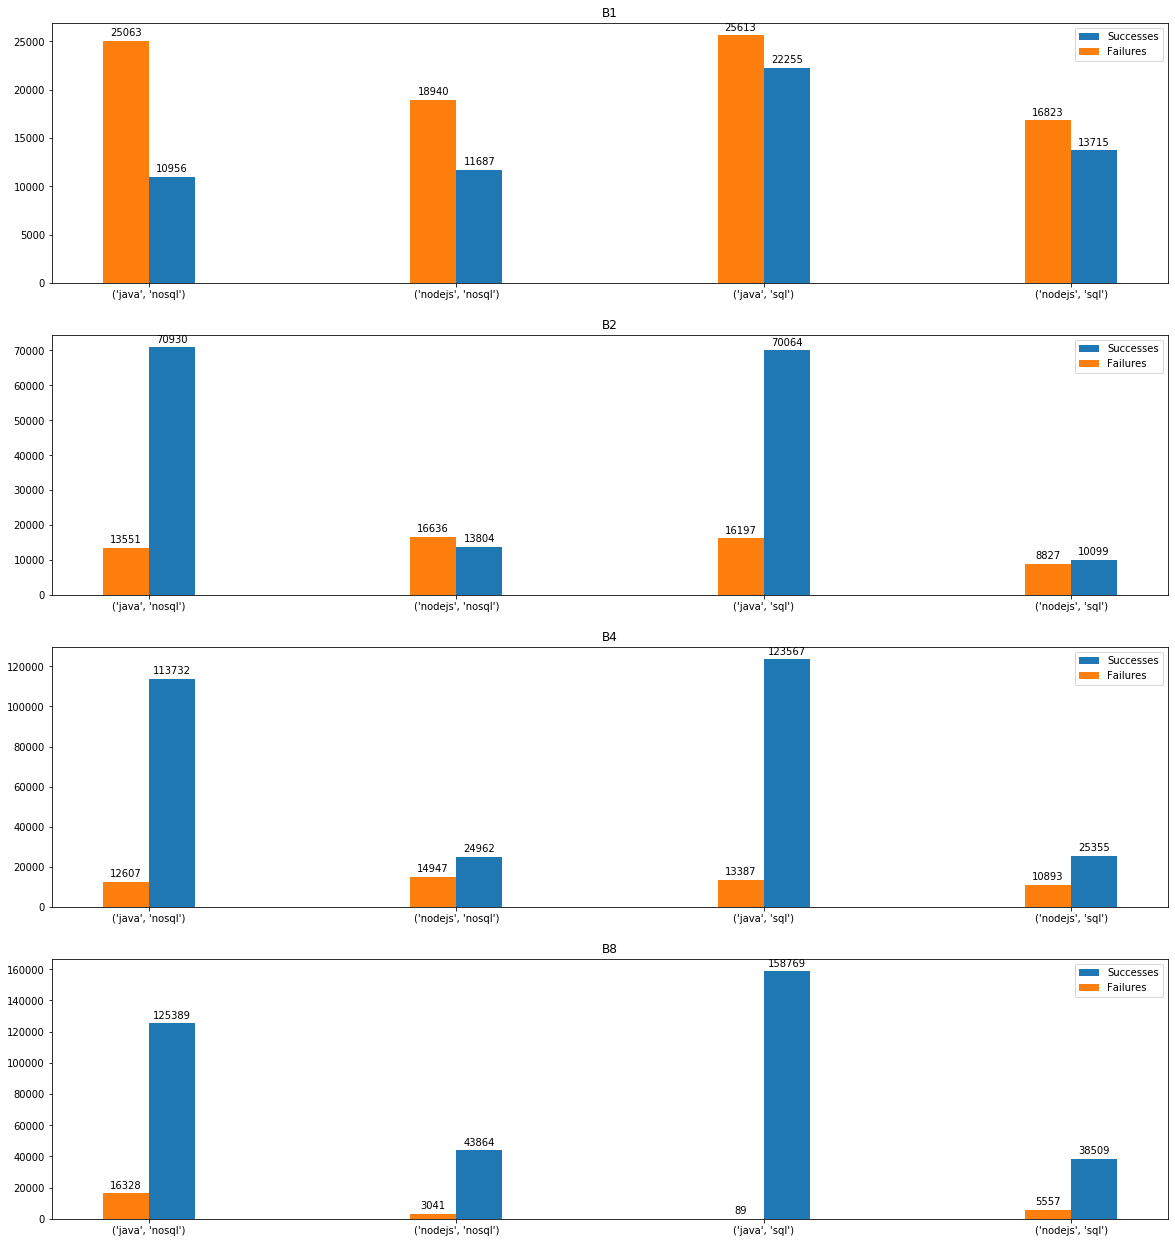 B1
25063
10956
18940
11687
25613
22255
16823
13715
Successes
Failures
25000
20000
15000
10000
5000
0
('java', 'nosql')
('nodejs', 'nosql')
('java', 'sql')
('nodejs', 'sql')
B2
13551
70930
16636
13804
16197
70064
8827
10099
Successes
Failures
70000
60000
50000
40000
30000
20000
10000
0
('java', 'nosql')
('nodejs', 'nosql')
('java', 'sql')
('nodejs', 'sql')
B4
12607
113732
14947
24962
13387
123567
10893
25355
Successes
Failures
120000
100000
80000
60000
40000
20000
0
('java', 'nosql')
('nodejs', 'nosql')
('java', 'sql')
('nodejs', 'sql')
B8
16328
125389
3041
43864
89
158769
5557
38509
Successes
Failures
160000
140000
120000
100000
80000
60000
40000
20000
0
('java', 'nosql')
('nodejs', 'nosql')
('java', 'sql')
('nodejs', 'sql')